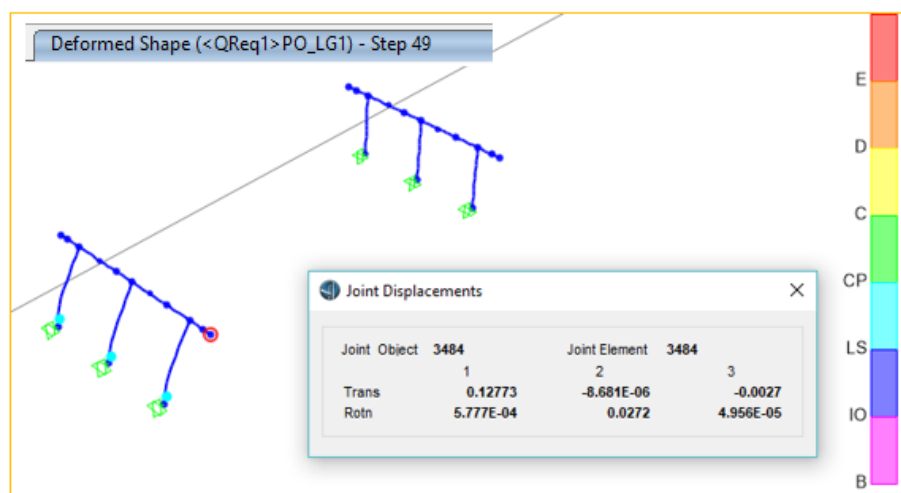 Deformed Shape (<QReq1>PO_LG1) - Step 49
E
D
C
CP
LS
IO
B
Joint Displacements
Joint Object 3484 Joint Element 3484
1 2 3
Trans 0.12773 -8.681E-06 -0.0027
Rotn 5.777E-04 0.0272 4.956E-05